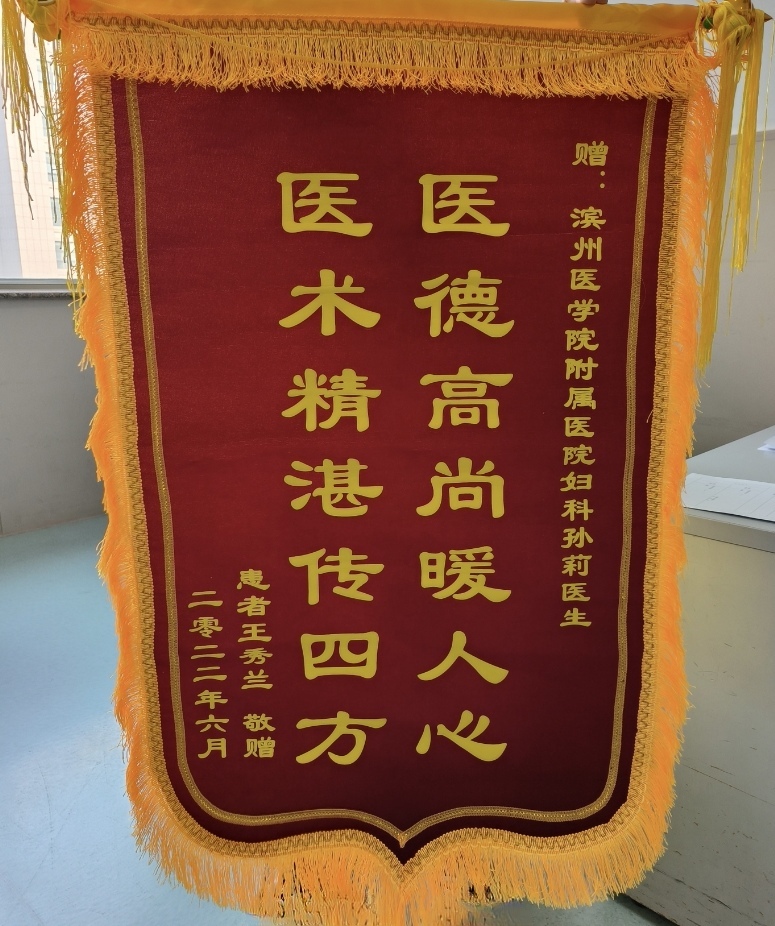 赠：滨州医学院附属医院妇科孙莉医生
医德高尚暖人心
医术精湛传四方
患者王秀兰 敬赠
二零二二年六月